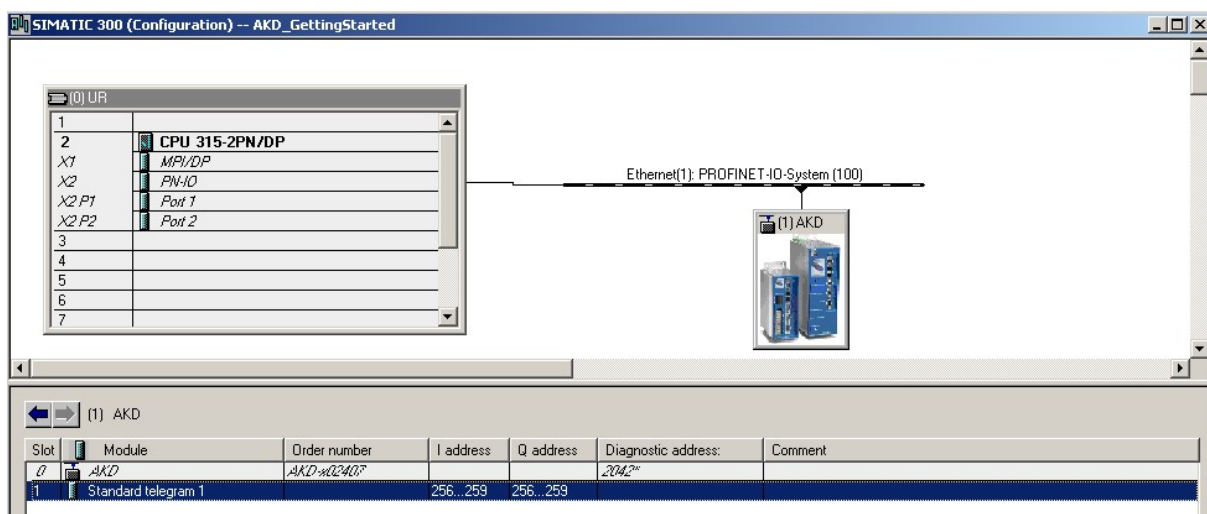 SIMATIC 300 (Configuration) -- AKD_GettingStarted
(0) UR
1
2 CPU 315-2PN/DP
X1 MPI/DP
X2 PN-IO
X2 P1 Port 1
X2 P2 Port 2
3
4
5
6
7
Ethernet(1): PROFINET-IO-System (100)
(1) AKD
(1) AKD
Slot Module Order number I address Q address Diagnostic address: Comment
0 AKD AKD-x02407 2042*
1 Standard telegram 1 256...259 256...259